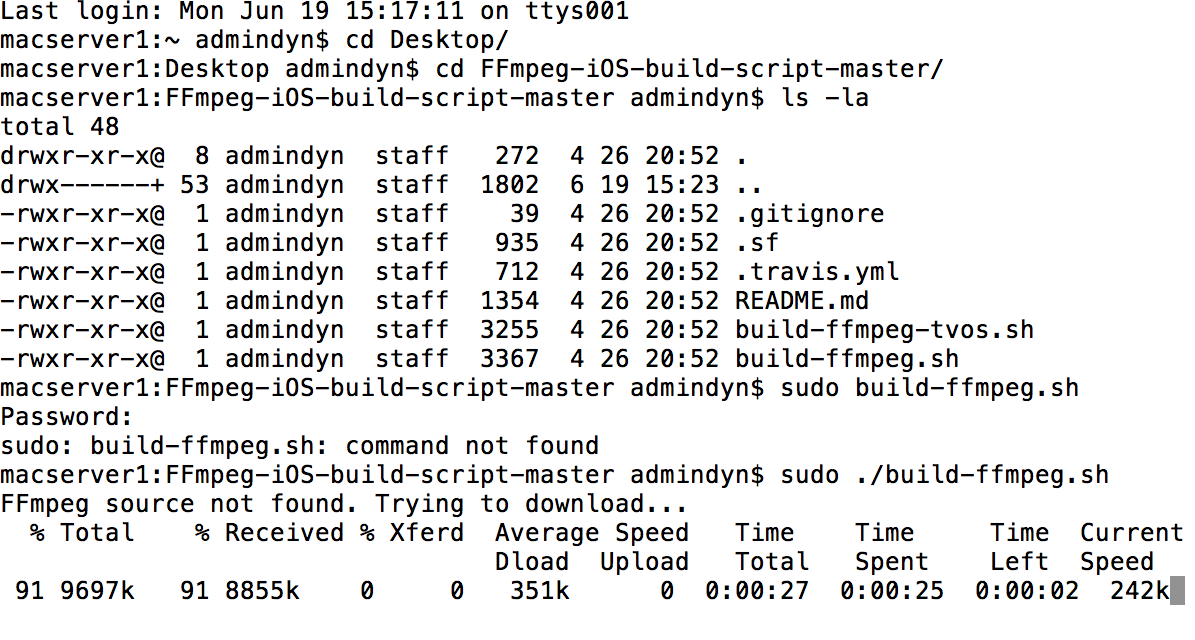 Last login: Mon Jun 19 15:17:11 on ttys001
macserver1:~ admindyn$ cd Desktop/
macserver1:Desktop admindyn$ cd FFmpeg-iOS-build-script-master/
macserver1:FFmpeg-iOS-build-script-master admindyn$ ls -la
total 48
drwxr-xr-x@  8 admindyn  staff   272  4 26 20:52 .
drwx------+ 53 admindyn  staff  1802  6 19 15:23 ..
-rwxr-xr-x@  1 admindyn  staff    39  4 26 20:52 .gitignore
-rwxr-xr-x@  1 admindyn  staff   935  4 26 20:52 .sf
-rwxr-xr-x@  1 admindyn  staff   712  4 26 20:52 .travis.yml
-rwxr-xr-x@  1 admindyn  staff  1354  4 26 20:52 README.md
-rwxr-xr-x@  1 admindyn  staff  3255  4 26 20:52 build-ffmpeg-tvos.sh
-rwxr-xr-x@  1 admindyn  staff  3367  4 26 20:52 build-ffmpeg.sh
macserver1:FFmpeg-iOS-build-script-master admindyn$ sudo build-ffmpeg.sh
Password:
sudo: build-ffmpeg.sh: command not found
macserver1:FFmpeg-iOS-build-script-master admindyn$ sudo ./build-ffmpeg.sh
FFmpeg source not found. Trying to download...
  % Total    % Received % Xferd  Average Speed   Time    Time     Time  Current
                                 Dload  Upload   Total   Spent    Left  Speed
 91 9697k   91 8855k    0     0   351k      0  0:00:27  0:00:25  0:00:02  242k